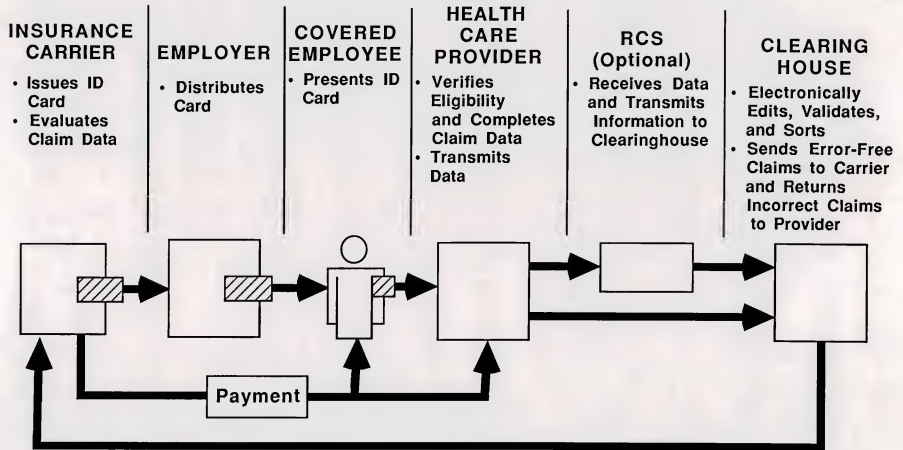 INSURANCE
CARRIER
• Issues ID
Card
• Evaluates
Claim Data
EMPLOYER
• Distributes
Card
COVERED
EMPLOYEE
• Presents ID
Card
HEALTH
CARE
PROVIDER
• Verifies
Eligibility
and Completes
Claim Data
• Transmits
Data
RCS
(Optional)
• Receives Data
and Transmits
Information to
Clearinghouse
CLEARING
HOUSE
• Electronically
Edits, Validates,
and Sorts
• Sends Error-Free
Claims to Carrier
and Returns
Incorrect Claims
to Provider
Payment